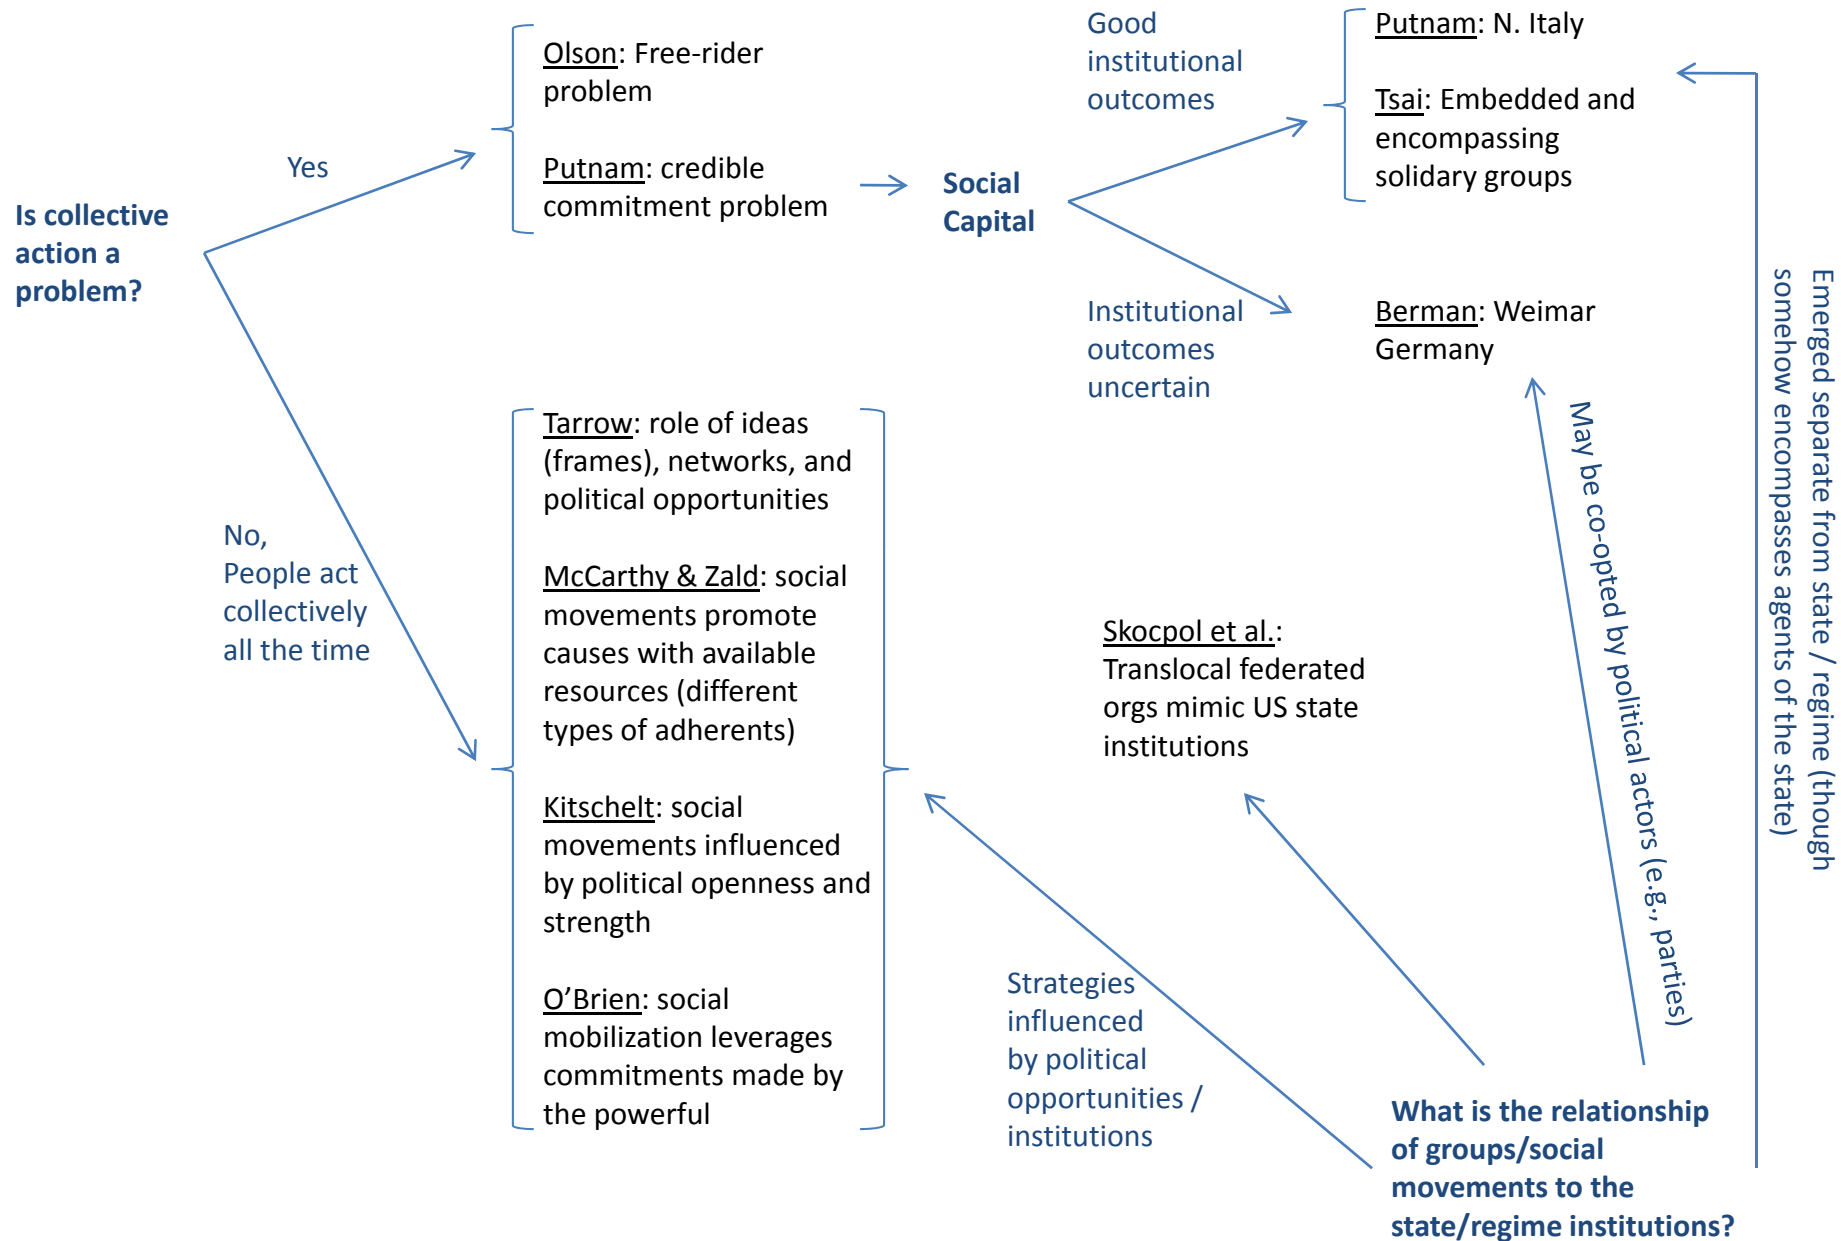 Is collective
action a
problem?
Yes
Olson: Free-rider
problem
Putnam: credible
commitment problem
Social
Capital
Good
institutional
outcomes
Putnam: N. Italy
Tsai: Embedded and
encompassing
solidary groups
Institutional
outcomes
uncertain
Berman: Weimar
Germany
No,
People act
collectively
all the time
Tarrow: role of ideas
(frames), networks, and
political opportunities
McCarthy & Zald: social
movements promote
causes with available
resources (different
types of adherents)
Kitschelt: social
movements influenced
by political openness and
strength
O’Brien: social
mobilization leverages
commitments made by
the powerful
Skocpol et al.:
Translocal federated
orgs mimic US state
institutions
Strategies
influenced
by political
opportunities /
institutions
May be co-opted by political actors (e.g., parties)
Emerged separate from state / regime (though
somehow encompasses agents of the state)
What is the relationship
of groups/social
movements to the
state/regime institutions?